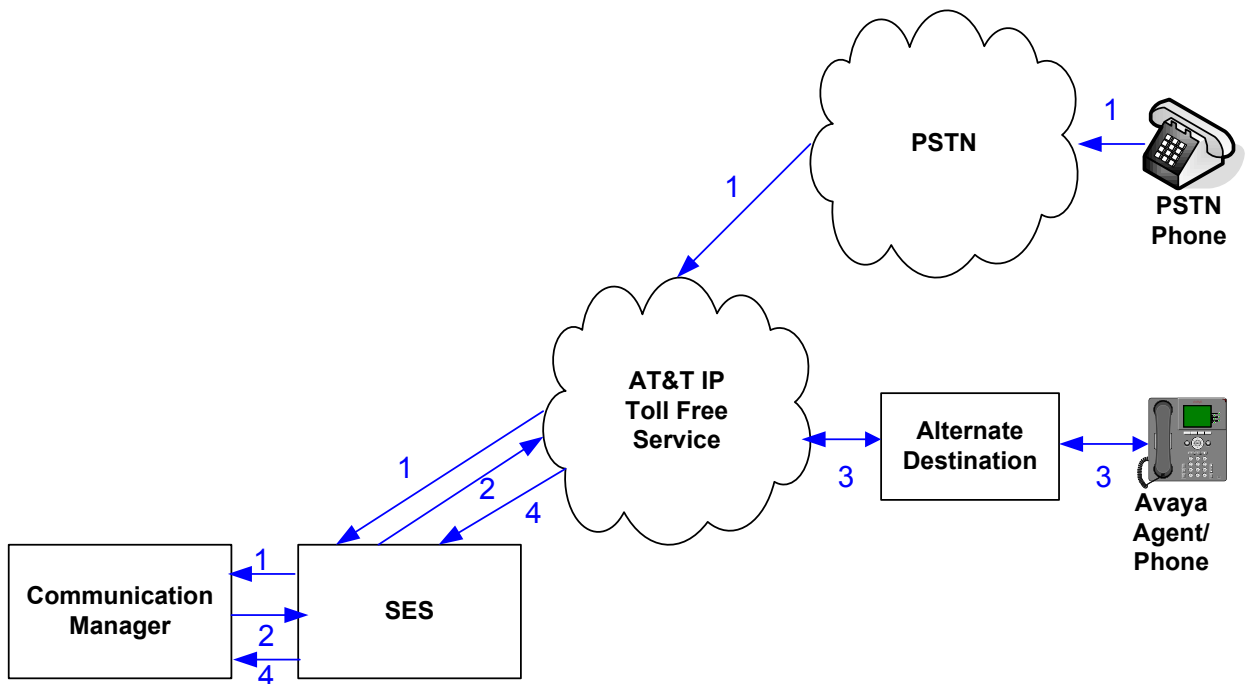 PSTN
1
PSTN
Phone
1
AT&T IP
Toll Free
Service
Alternate
Destination
3
3
Avaya
Agent/
Phone
1
2
4
Communication
Manager
1
2
4
SES